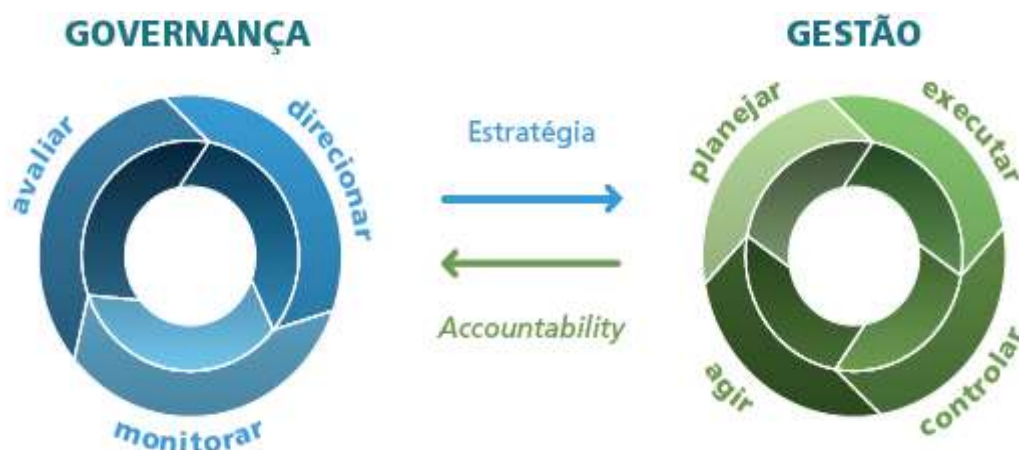 GOVERNANÇA
avaliar
direcionar
monitorar
Estratégia
Accountability
GESTÃO
planejar
executar
controlar
agir